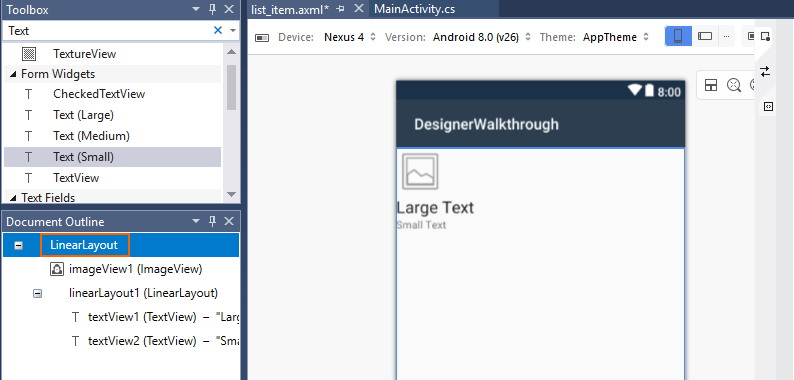 Toolbox
Text
TextureView
Form Widgets
CheckedTextView
Text (Large)
Text (Medium)
Text (Small)
TextView
Text Fields
Document Outline
LinearLayout
imageView1 (ImageView)
linearLayout1 (LinearLayout)
textView1 (TextView) – "Larg
textView2 (TextView) – "Sma
list_item.axml*
MainActivity.cs
Device: Nexus 4 Version: Android 8.0 (v26) Theme: AppTheme
8:00
DesignerWalkthrough
Large Text
Small Text